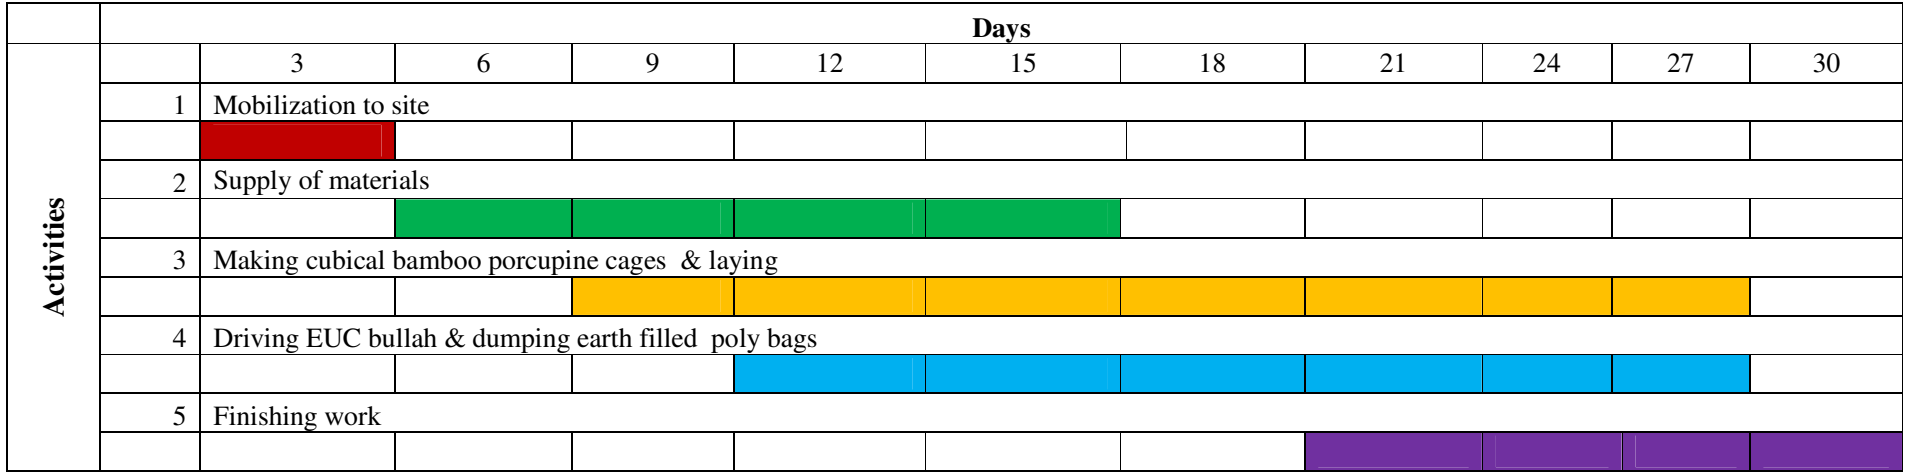 Days
3 6 9 12 15 18 21 24 27 30
Activities
1 Mobilization to site
2 Supply of materials
3 Making cubical bamboo porcupine cages & laying
4 Driving EUC bullah & dumping earth filled poly bags
5 Finishing work